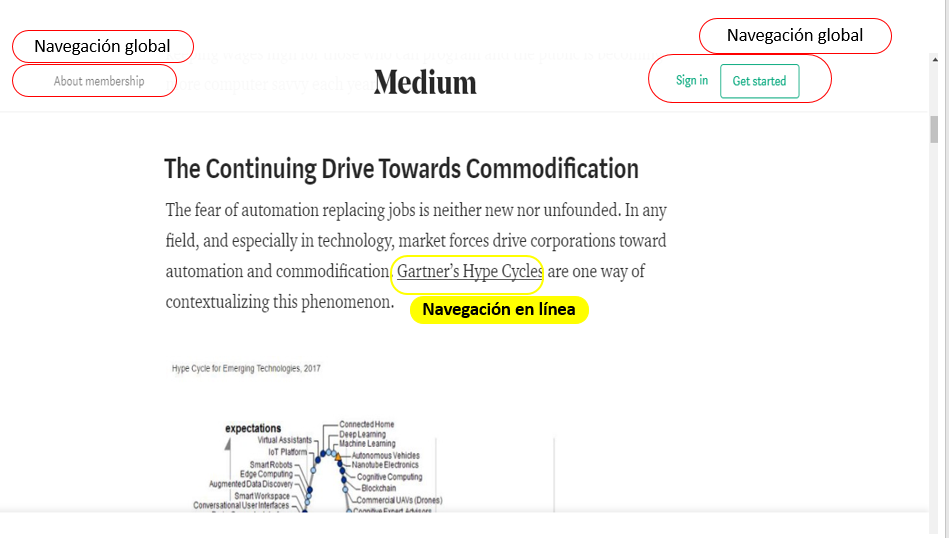 Navegación global
Navegación global
About membership
Medium
Sign in
Get started
The Continuing Drive Towards Commodification
The fear of automation replacing jobs is neither new nor unfounded. In any
field, and especially in technology, market forces drive corporations toward
automation and commodification. Gartner’s Hype Cycles are one way of
contextualizing this phenomenon.
Navegación en línea
Hype Cycle for Emerging Technologies, 2017
expectations
Connected Home
Deep Learning
Virtual Assistants
Machine Learning
IoT Platform
Autonomous Vehicles
Nanotube Electronics
Smart Robots
Edge Computing
Cognitive Computing
Augmented Data Discovery
Blockchain
Smart Workspace
Commercial UAVs (Drones)
Conversational User Interfaces
Cognitive Expert Advisors